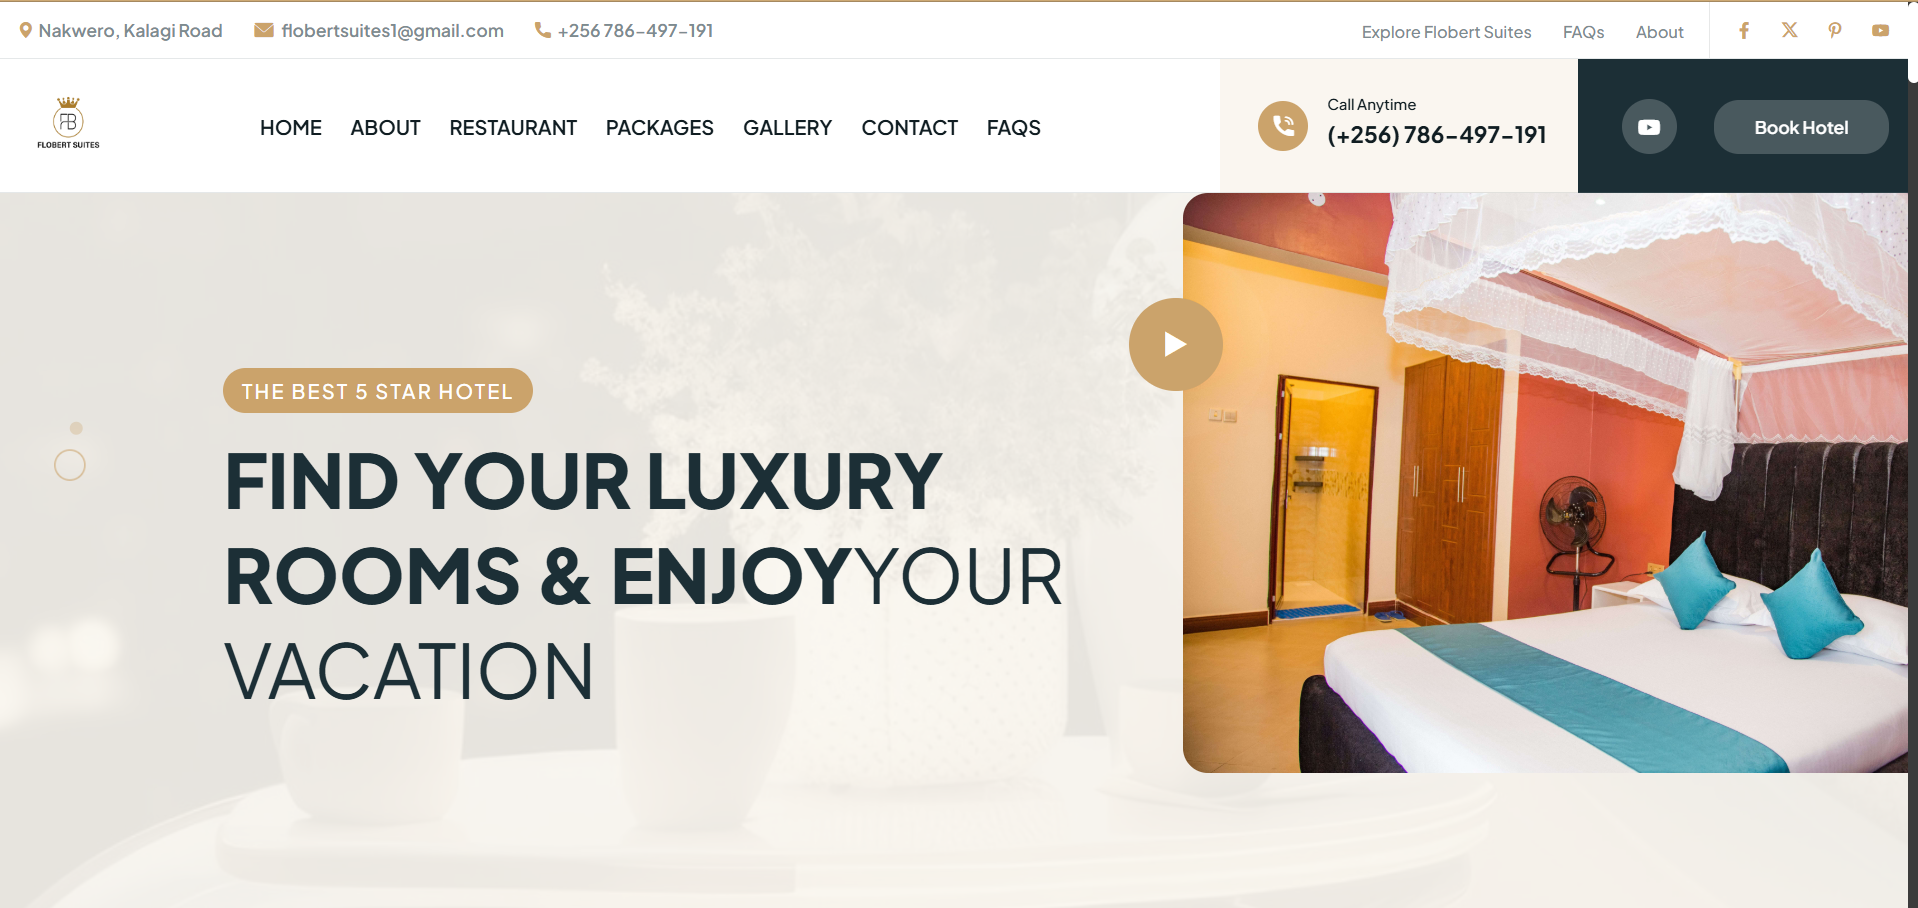 Nakwero, Kalagi Road
flobertsuites1@gmail.com
+256 786-497-191
Explore Flobert Suites
FAQs
About
FB
FLOBERT SUITES
HOME
ABOUT
RESTAURANT
PACKAGES
GALLERY
CONTACT
FAQS
Call Anytime
(+256) 786-497-191
Book Hotel
THE BEST 5 STAR HOTEL
FIND YOUR LUXURY
ROOMS & ENJOYYOUR
VACATION